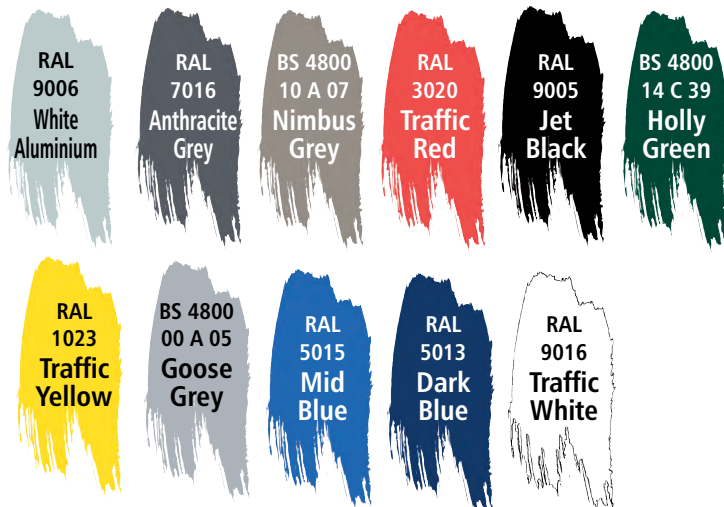 RAL
9006
White
Aluminium
RAL
7016
Anthracite
Grey
BS 4800
10 A 07
Nimbus
Grey
RAL
3020
Traffic
Red
RAL
9005
Jet
Black
BS 4800
14 C 39
Holly
Green
RAL
1023
Traffic
Yellow
BS 4800
00 A 05
Goose
Grey
RAL
5015
Mid
Blue
RAL
5013
Dark
Blue
RAL
9016
Traffic
White